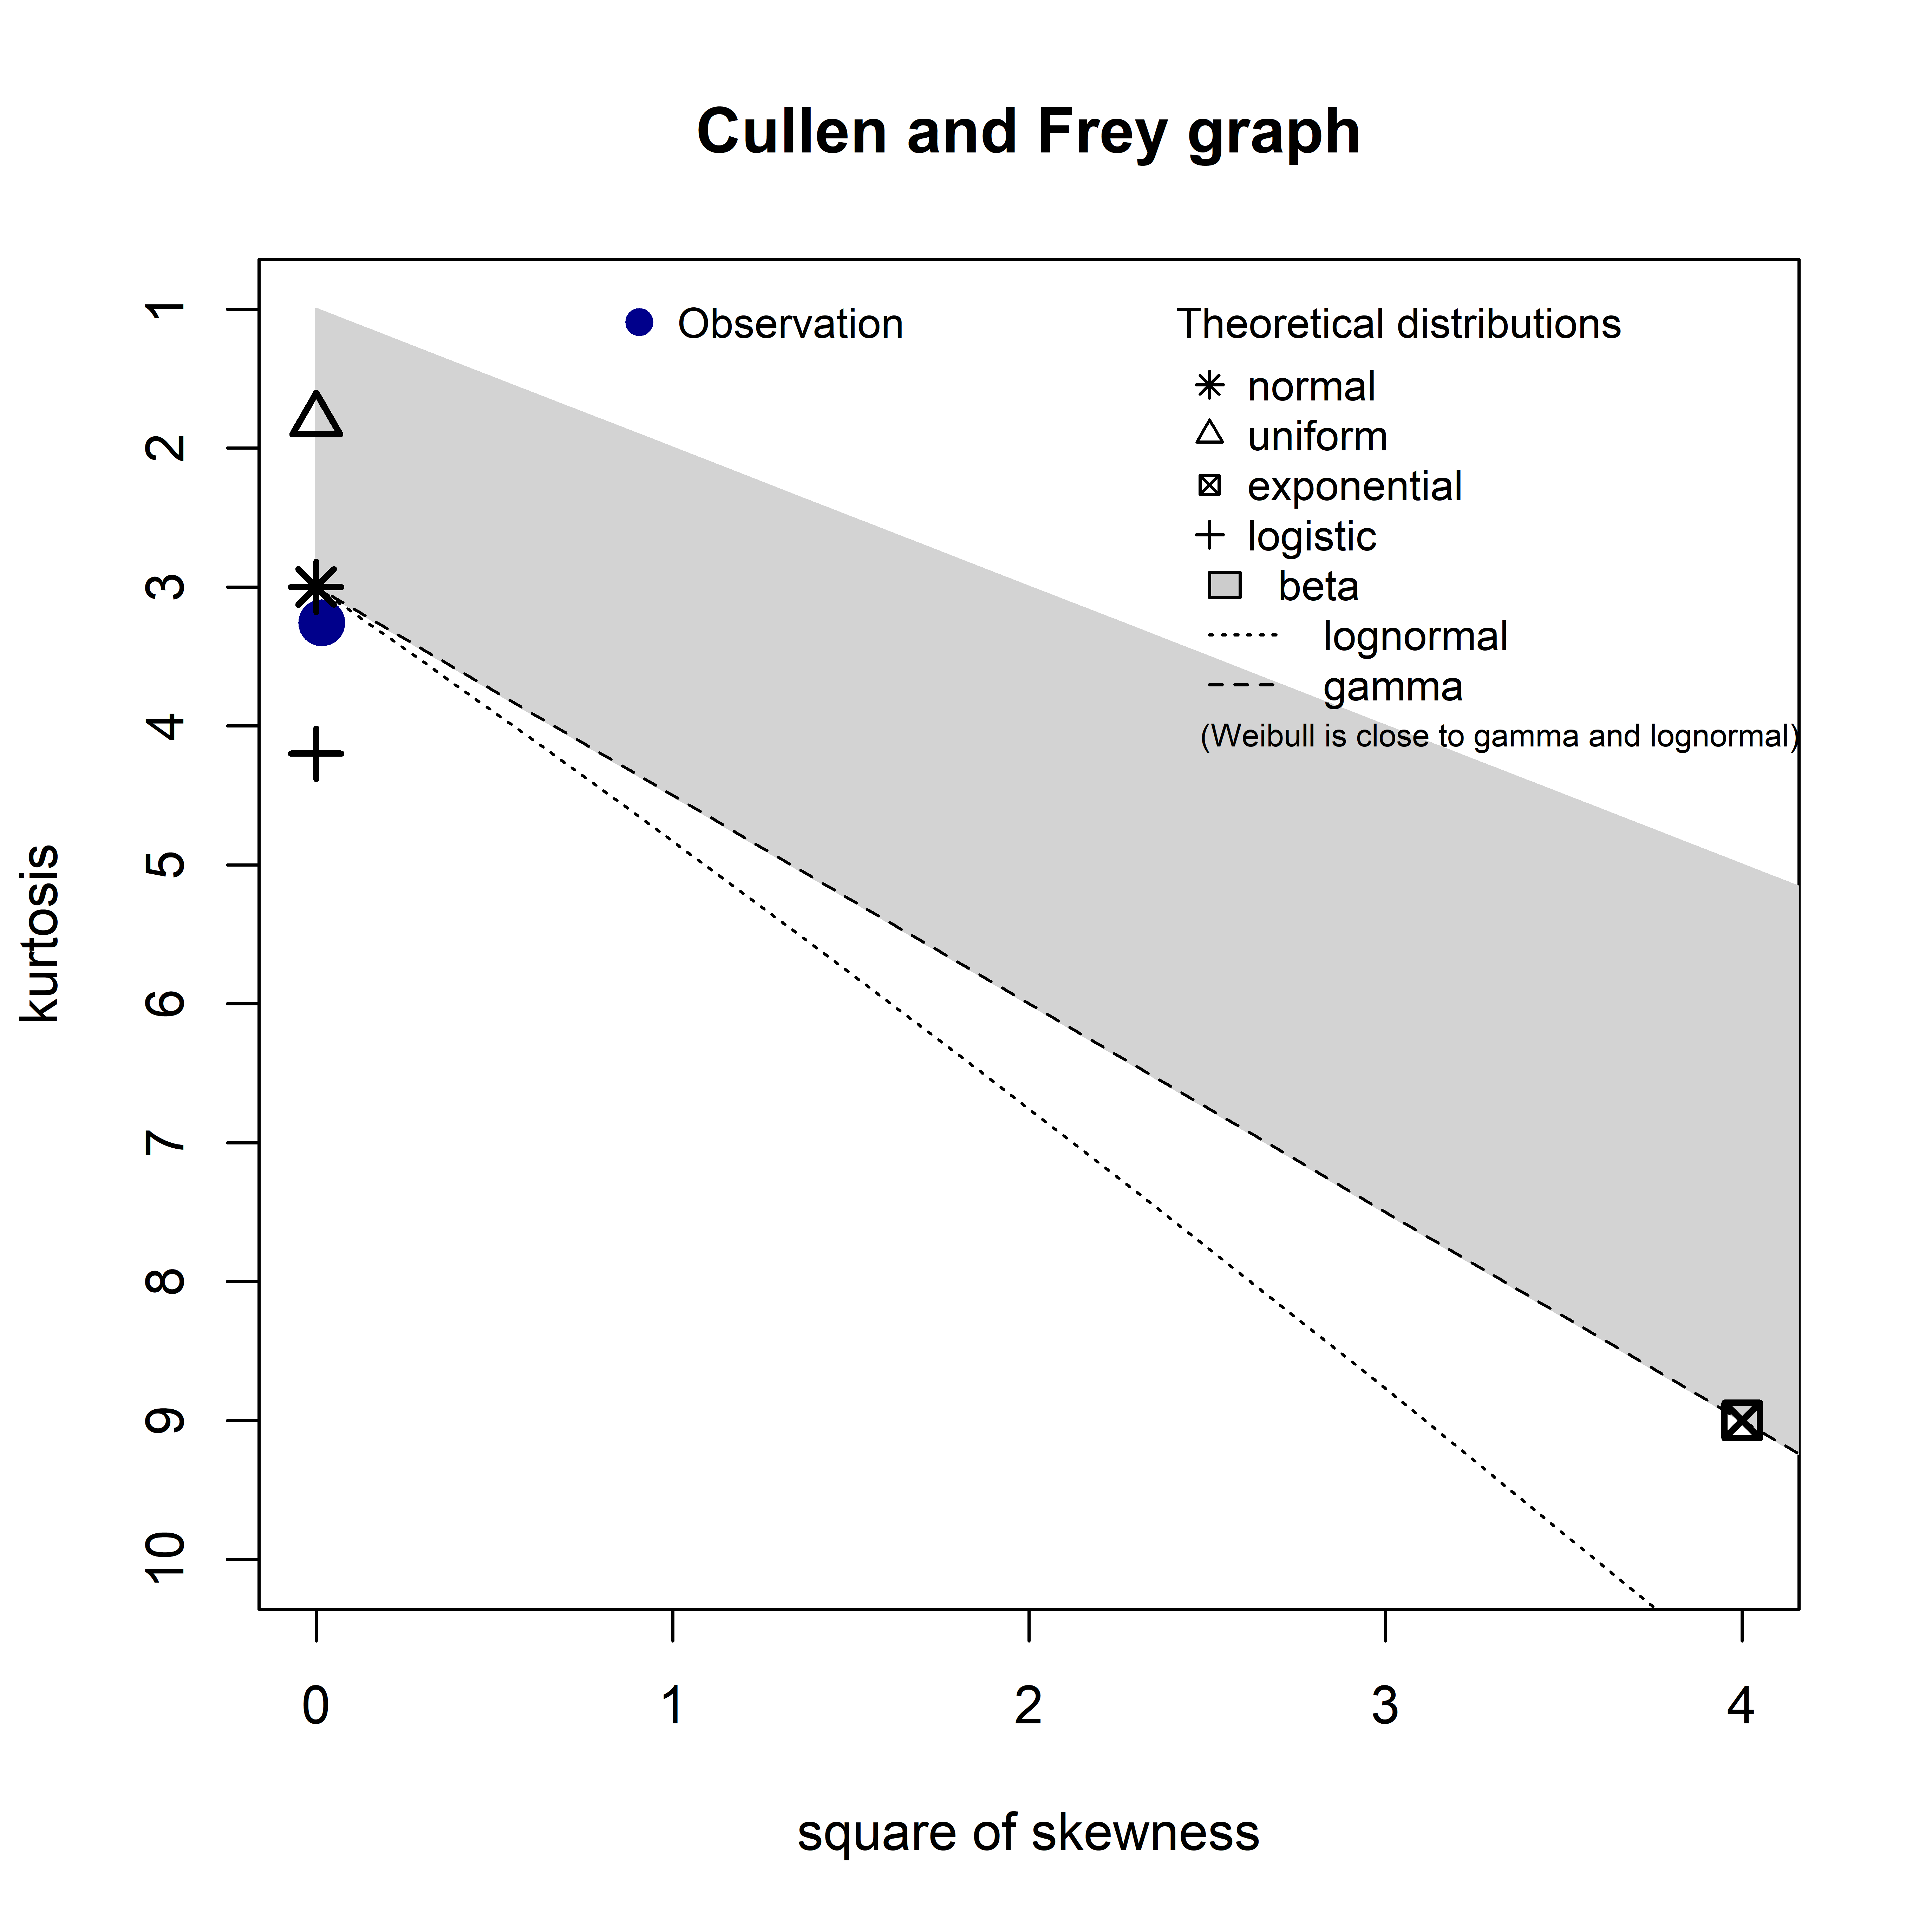 Cullen and Frey graph
Observation
Theoretical distributions
normal
uniform
exponential
logistic
beta
lognormal
gamma
(Weibull is close to gamma and lognormal)
kurtosis
1
2
3
4
5
6
7
8
9
10
0 1 2 3 4
square of skewness